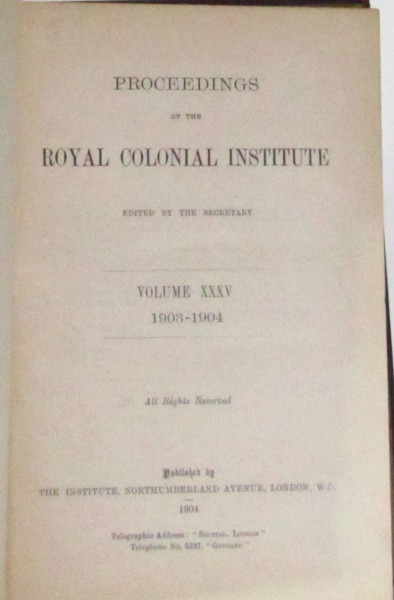 PROCEEDINGS
OF THE
ROYAL COLONIAL INSTITUTE
EDITED BY THE SECRETARY
VOLUME XXXV
1903-1904
All Rights Reserved
Published by
THE INSTITUTE, NORTHUMBERLAND AVENUE, LONDON, W.C.
1904
Telegraphic Address: "Recital, London"
Telephone No. 5537. "Gerrard"